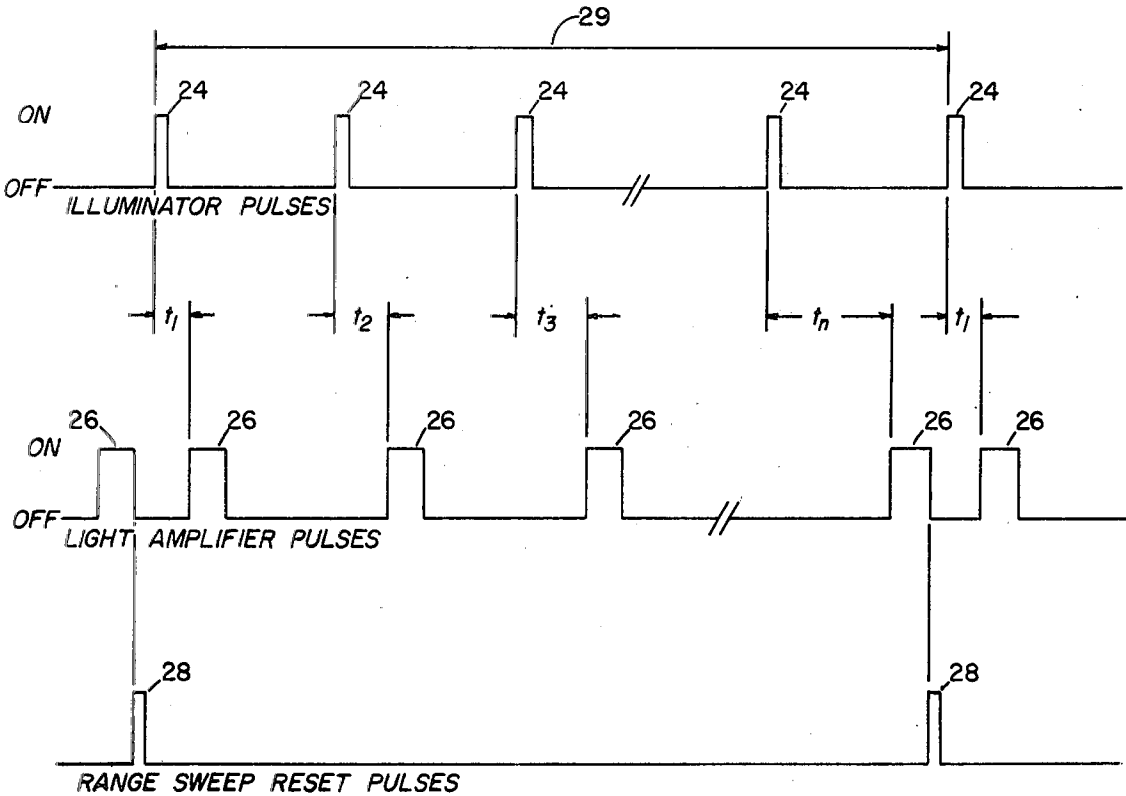 29
24 24 24 24 24
ON
OFF
ILLUMINATOR PULSES
t1 t2 t3 tn t1
26 26 26 26 26 26
ON
OFF
LIGHT AMPLIFIER PULSES
28 28
RANGE SWEEP RESET PULSES